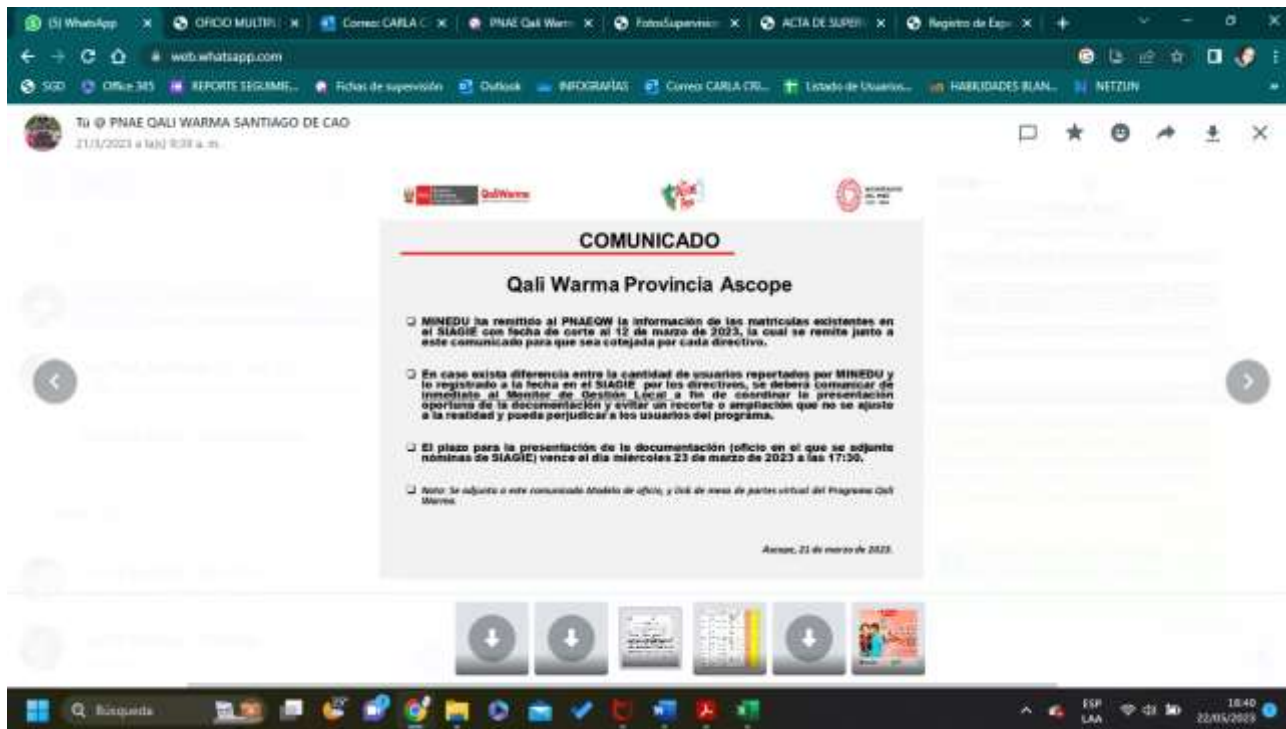 (5) WhatsApp
OFICIO MULTIPL
Correo: CARLA C
PNAE Qali Warm
FotosSupervisio
ACTA DE SUPER
Registro de Exp
web.whatsapp.com
SGD
Office 365
REPORTE SEGUIMIE...
Fichas de supervisión
Outlook
INFOGRAFÍAS
Correo CARLA CRI...
Listado de Usuarios...
HABILIDADES BLAN...
NETZUN
Tú @ PNAE QALI WARMA SANTIAGO DE CAO
21/3/2023 a la(s) 9:39 a. m.
QaliWarma
COMUNICADO
Qali Warma Provincia Ascope
❑ MINEDU ha remitido al PNAEQW la información de las matrículas existentes en
el SIAGIE con fecha de corte al 12 de marzo de 2023, la cual se remite junto a
este comunicado para que sea cotejada por cada directivo.
❑ En caso exista diferencia entre la cantidad de usuarios reportados por MINEDU y
lo registrado a la fecha en el SIAGIE por los directivos, se deberá comunicar de
inmediato al Monitor de Gestión Local a fin de coordinar la presentación
oportuna de la documentación y evitar un recorte o ampliación que no se ajuste
a la realidad y pueda perjudicar a los usuarios del programa.
❑ El plazo para la presentación de la documentación (oficio en el que se adjunte
nóminas de SIAGIE) vence el día miércoles 23 de marzo de 2023 a las 17:30.
❑ Nota: Se adjunta a este comunicado Modelo de oficio, y link de mesa de partes virtual del Programa Qali
Warma.
Ascope, 21 de marzo de 2023.
Búsqueda
ESP
LAA
18:40
22/05/2023